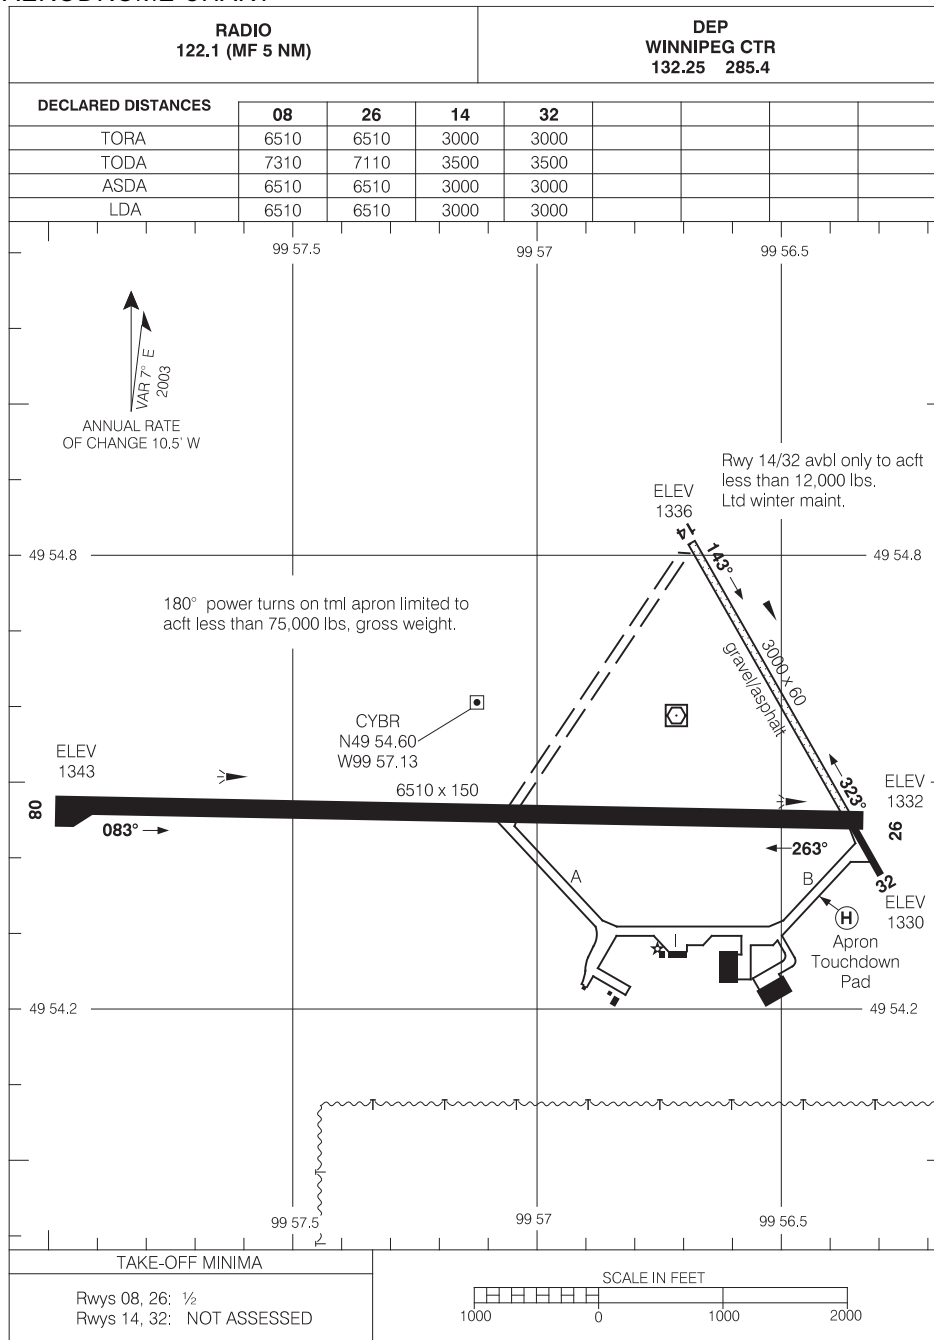 RADIO
122.1 (MF 5 NM)
DEP
WINNIPEG CTR
132.25 285.4
DECLARED DISTANCES
08 26 14 32
TORA 6510 6510 3000 3000
TODA 7310 7110 3500 3500
ASDA 6510 6510 3000 3000
LDA 6510 6510 3000 3000
99 57.5 99 57 99 56.5
VAR 7° E
2003
ANNUAL RATE
OF CHANGE 10.5' W
Rwy 14/32 avbl only to acft
less than 12,000 lbs.
Ltd winter maint.
ELEV
1336
14
143°
49 54.8 49 54.8
180° power turns on tml apron limited to
acft less than 75,000 lbs, gross weight.
3000 x 60
gravel/asphalt
CYBR
N49 54.60
W99 57.13
ELEV
1343
6510 x 150
ELEV
1332
323°
08
26
083°
263°
A
B
32
ELEV
1330
H
Apron
Touchdown
Pad
I
49 54.2 49 54.2
99 57.5 99 57 99 56.5
TAKE-OFF MINIMA
Rwys 08, 26: ½
Rwys 14, 32: NOT ASSESSED
SCALE IN FEET
1000 0 1000 2000